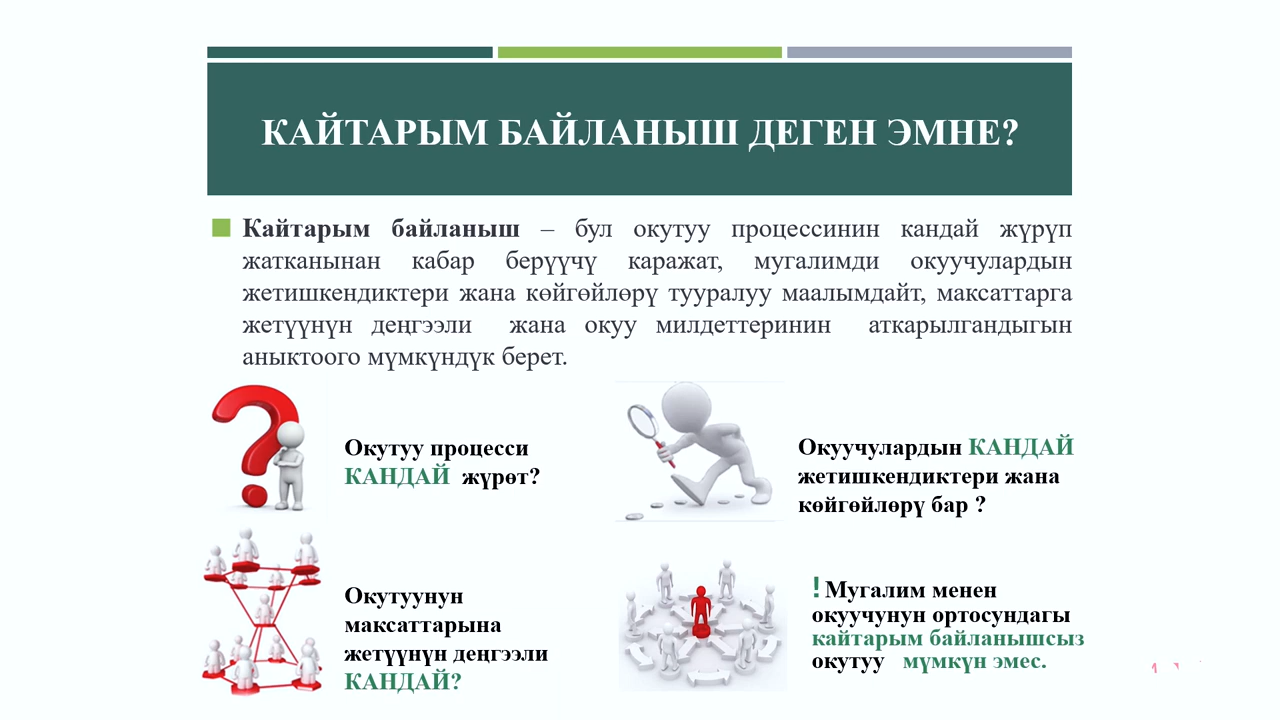 КАЙТАРЫМ БАЙЛАНЫШ ДЕГЕН ЭМНЕ?
Кайтарым байланыш – бул окутуу процессинин кандай жүрүп
жатканынан кабар берүүчү каражат, мугалимди окуучулардын
жетишкендиктери жана көйгөйлөрү тууралуу маалымдайт, максаттарга
жетүүнүн деңгээли жана окуу милдеттеринин аткарылгандыгын
аныктоого мүмкүндүк берет.
Окутуу процесси
КАНДАЙ жүрөт?
Окуучулардын КАНДАЙ
жетишкендиктери жана
көйгөйлөрү бар ?
Окутуунун
максаттарына
жетүүнүн деңгээли
КАНДАЙ?
! Мугалим менен
окуучунун ортосундагы
кайтарым байланышсыз
окутуу мүмкүн эмес.